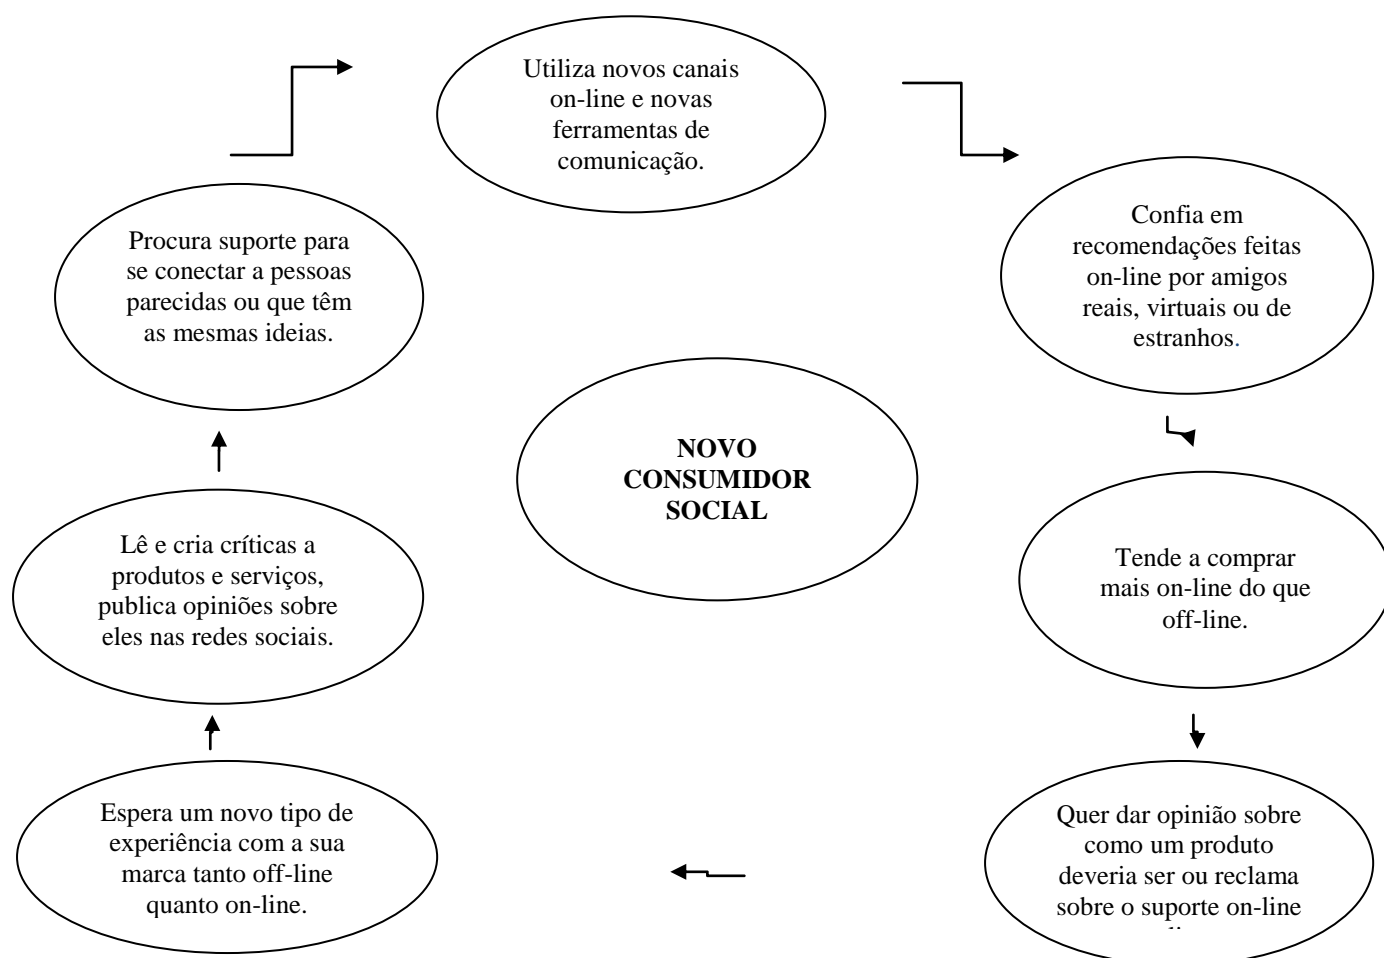 Utiliza novos canais
on-line e novas
ferramentas de
comunicação.
Confia em
recomendações feitas
on-line por amigos
reais, virtuais ou de
estranhos.
Tende a comprar
mais on-line do que
off-line.
Quer dar opinião sobre
como um produto
deveria ser ou reclama
sobre o suporte on-line
Espera um novo tipo de
experiência com a sua
marca tanto off-line
quanto on-line.
Lê e cria críticas a
produtos e serviços,
publica opiniões sobre
eles nas redes sociais.
Procura suporte para
se conectar a pessoas
parecidas ou que têm
as mesmas ideias.
NOVO
CONSUMIDOR
SOCIAL